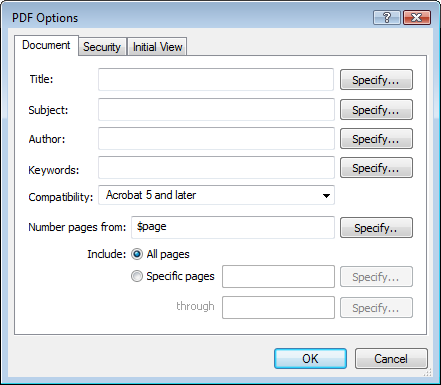 PDF Options
Document Security Initial View
Title: Specify...
Subject: Specify...
Author: Specify...
Keywords: Specify...
Compatibility: Acrobat 5 and later
Number pages from: $page Specify..
Include: All pages
Specific pages Specify...
through Specify...
OK Cancel